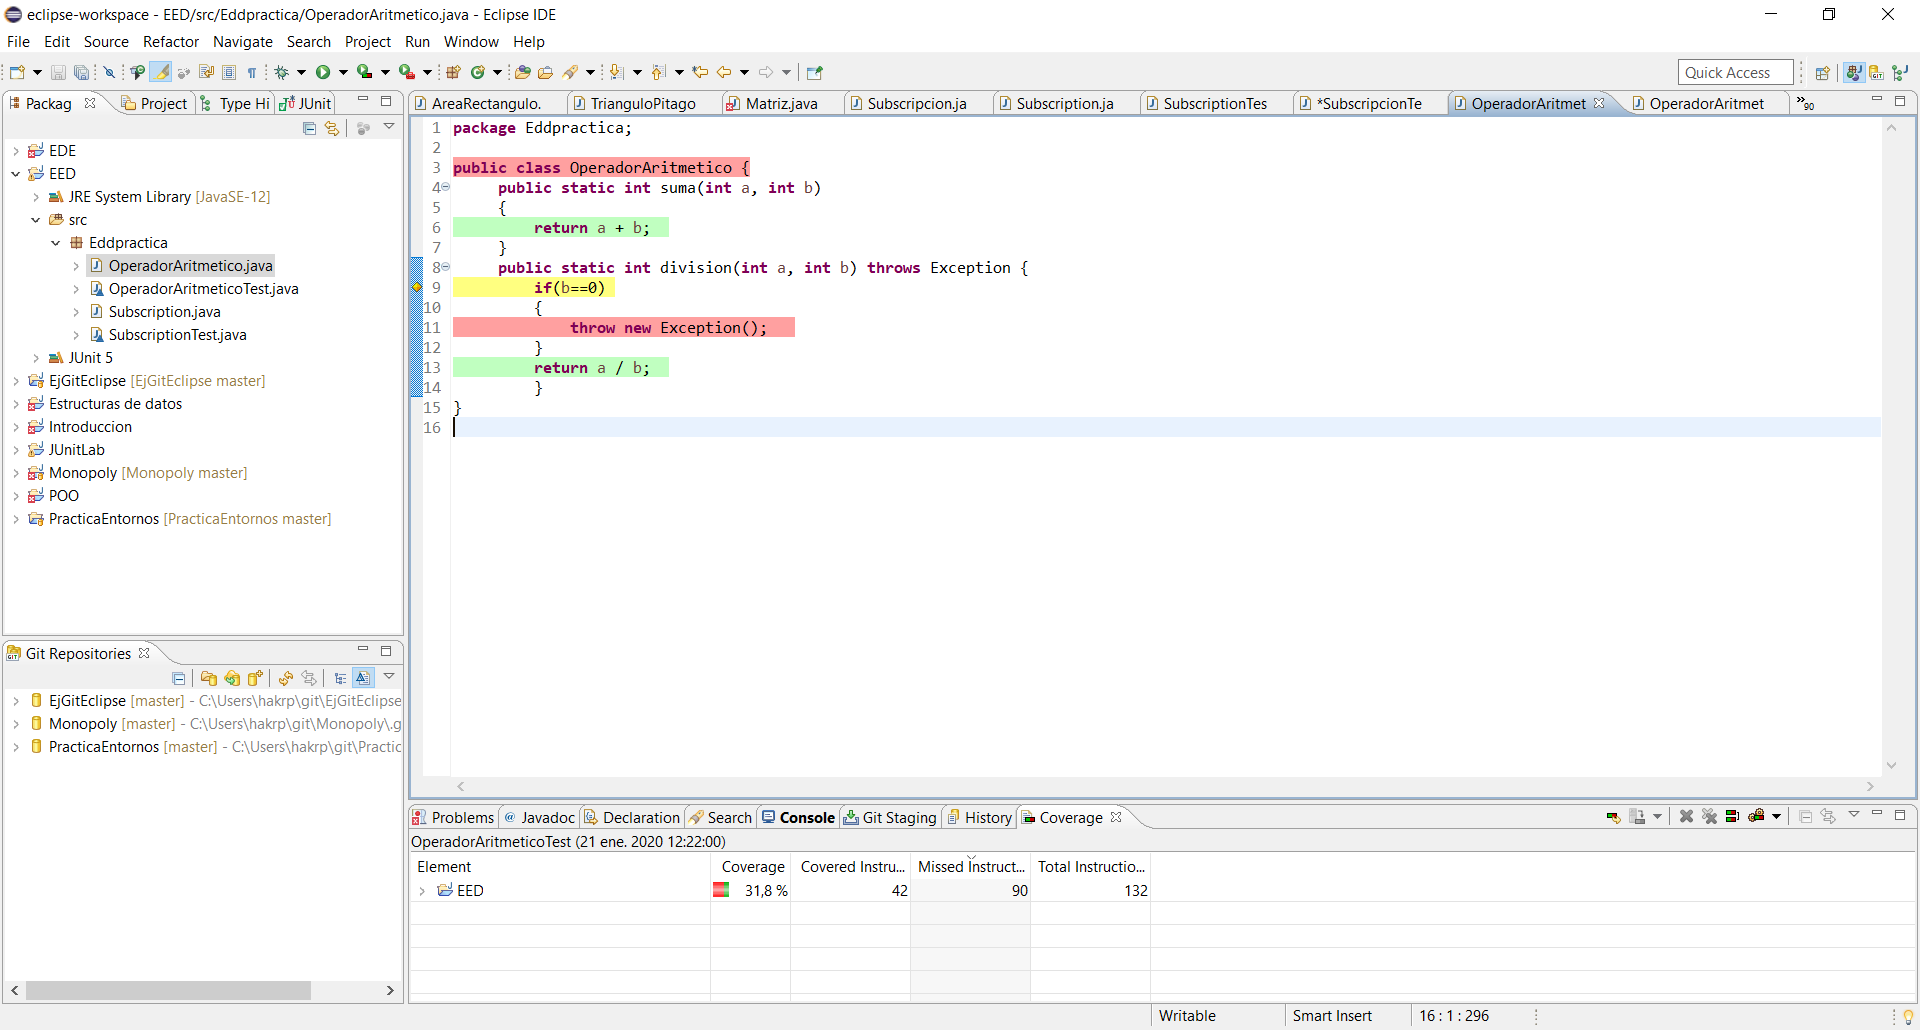 eclipse-workspace - EED/src/Eddpractica/OperadorAritmetico.java - Eclipse IDE
File Edit Source Refactor Navigate Search Project Run Window Help
Quick Access
Packag Project Type Hi JUnit
EDE
EED
JRE System Library [JavaSE-12]
src
Eddpractica
OperadorAritmetico.java
OperadorAritmeticoTest.java
Subscription.java
SubscriptionTest.java
JUnit 5
EjGitEclipse [EjGitEclipse master]
Estructuras de datos
Introduccion
JUnitLab
Monopoly [Monopoly master]
POO
PracticaEntornos [PracticaEntornos master]
Git Repositories
EjGitEclipse [master] - C:\Users\hakrp\git\EjGitEclipse
Monopoly [master] - C:\Users\hakrp\git\Monopoly\.g
PracticaEntornos [master] - C:\Users\hakrp\git\Practic
AreaRectangulo. TrianguloPitago Matriz.java Subscripcion.ja Subscription.ja SubscriptionTes *SubscripcionTe OperadorAritmet OperadorAritmet »90
1 package Eddpractica;
2
3 public class OperadorAritmetico {
4 public static int suma(int a, int b)
5 {
6 return a + b;
7 }
8 public static int division(int a, int b) throws Exception {
9 if(b==0)
10 {
11 throw new Exception();
12 }
13 return a / b;
14 }
15 }
16
Problems @ Javadoc Declaration Search Console Git Staging History Coverage
OperadorAritmeticoTest (21 ene. 2020 12:22:00)
Element Coverage Covered Instru... Missed Instruct... Total Instructio...
EED 31,8 % 42 90 132
Writable Smart Insert 16 : 1 : 296